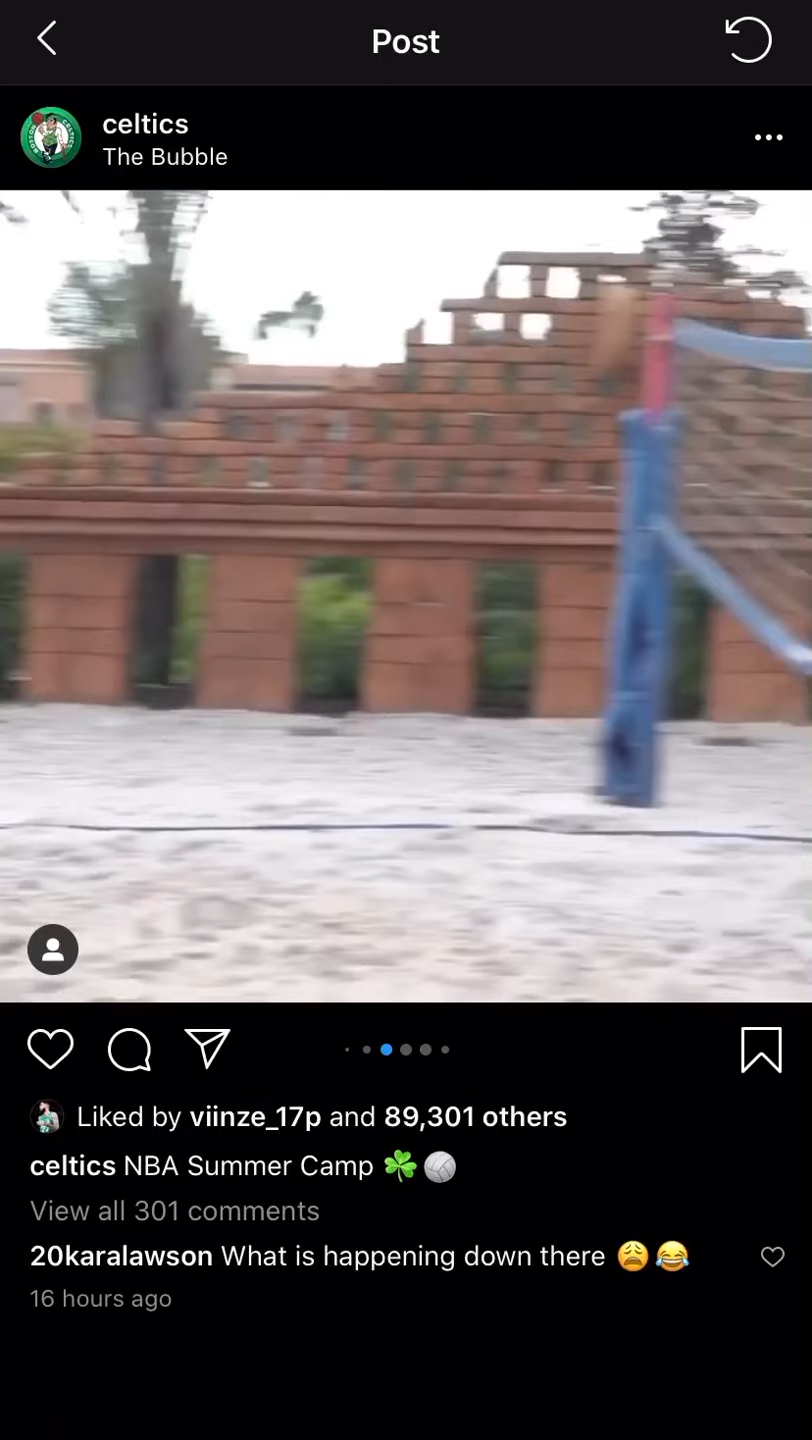 Post
celtics
The Bubble
Liked by viinze_17p and 89,301 others
celtics NBA Summer Camp ☘️🏐
View all 301 comments
20karalawson What is happening down there 😩😂
16 hours ago